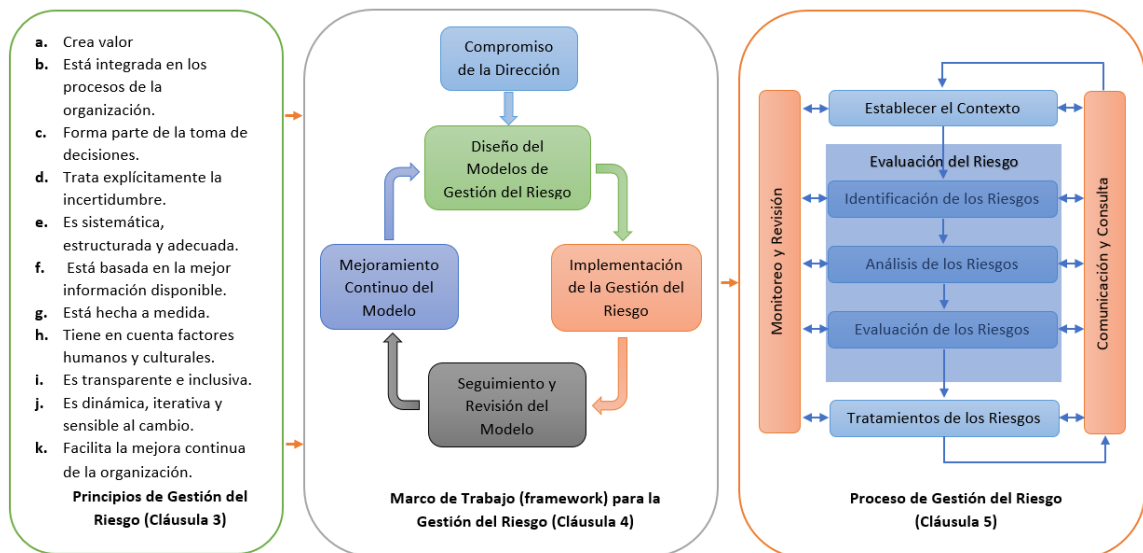 a. Crea valor
b. Está integrada en los
procesos de la
organización.
c. Forma parte de la toma de
decisiones.
d. Trata explícitamente la
incertidumbre.
e. Es sistemática,
estructurada y adecuada.
f. Está basada en la mejor
información disponible.
g. Está hecha a medida.
h. Tiene en cuenta factores
humanos y culturales.
i. Es transparente e inclusiva.
j. Es dinámica, iterativa y
sensible al cambio.
k. Facilita la mejora continua
de la organización.
Principios de Gestión del
Riesgo (Cláusula 3)
Compromiso
de la Dirección
Diseño del
Modelos de
Gestión del Riesgo
Mejoramiento
Continuo del
Modelo
Implementación
de la Gestión del
Riesgo
Seguimiento y
Revisión del
Modelo
Marco de Trabajo (framework) para la
Gestión del Riesgo (Cláusula 4)
Monitoreo y Revisión
Establecer el Contexto
Evaluación del Riesgo
Identificación de los Riesgos
Análisis de los Riesgos
Evaluación de los Riesgos
Tratamientos de los Riesgos
Comunicación y Consulta
Proceso de Gestión del Riesgo
(Cláusula 5)